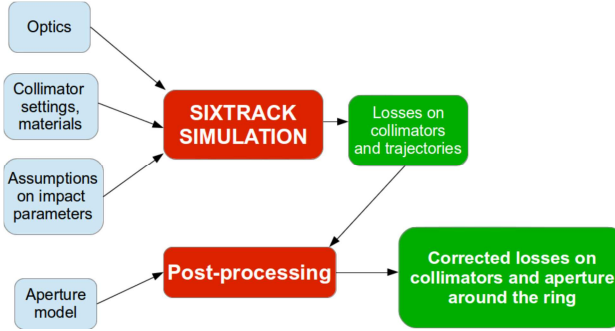 Optics
Collimator
settings,
materials
Assumptions
on impact
parameters
SIXTRACK
SIMULATION
Losses on
collimators
and trajectories
Post-processing
Aperture
model
Corrected losses on
collimators and aperture
around the ring